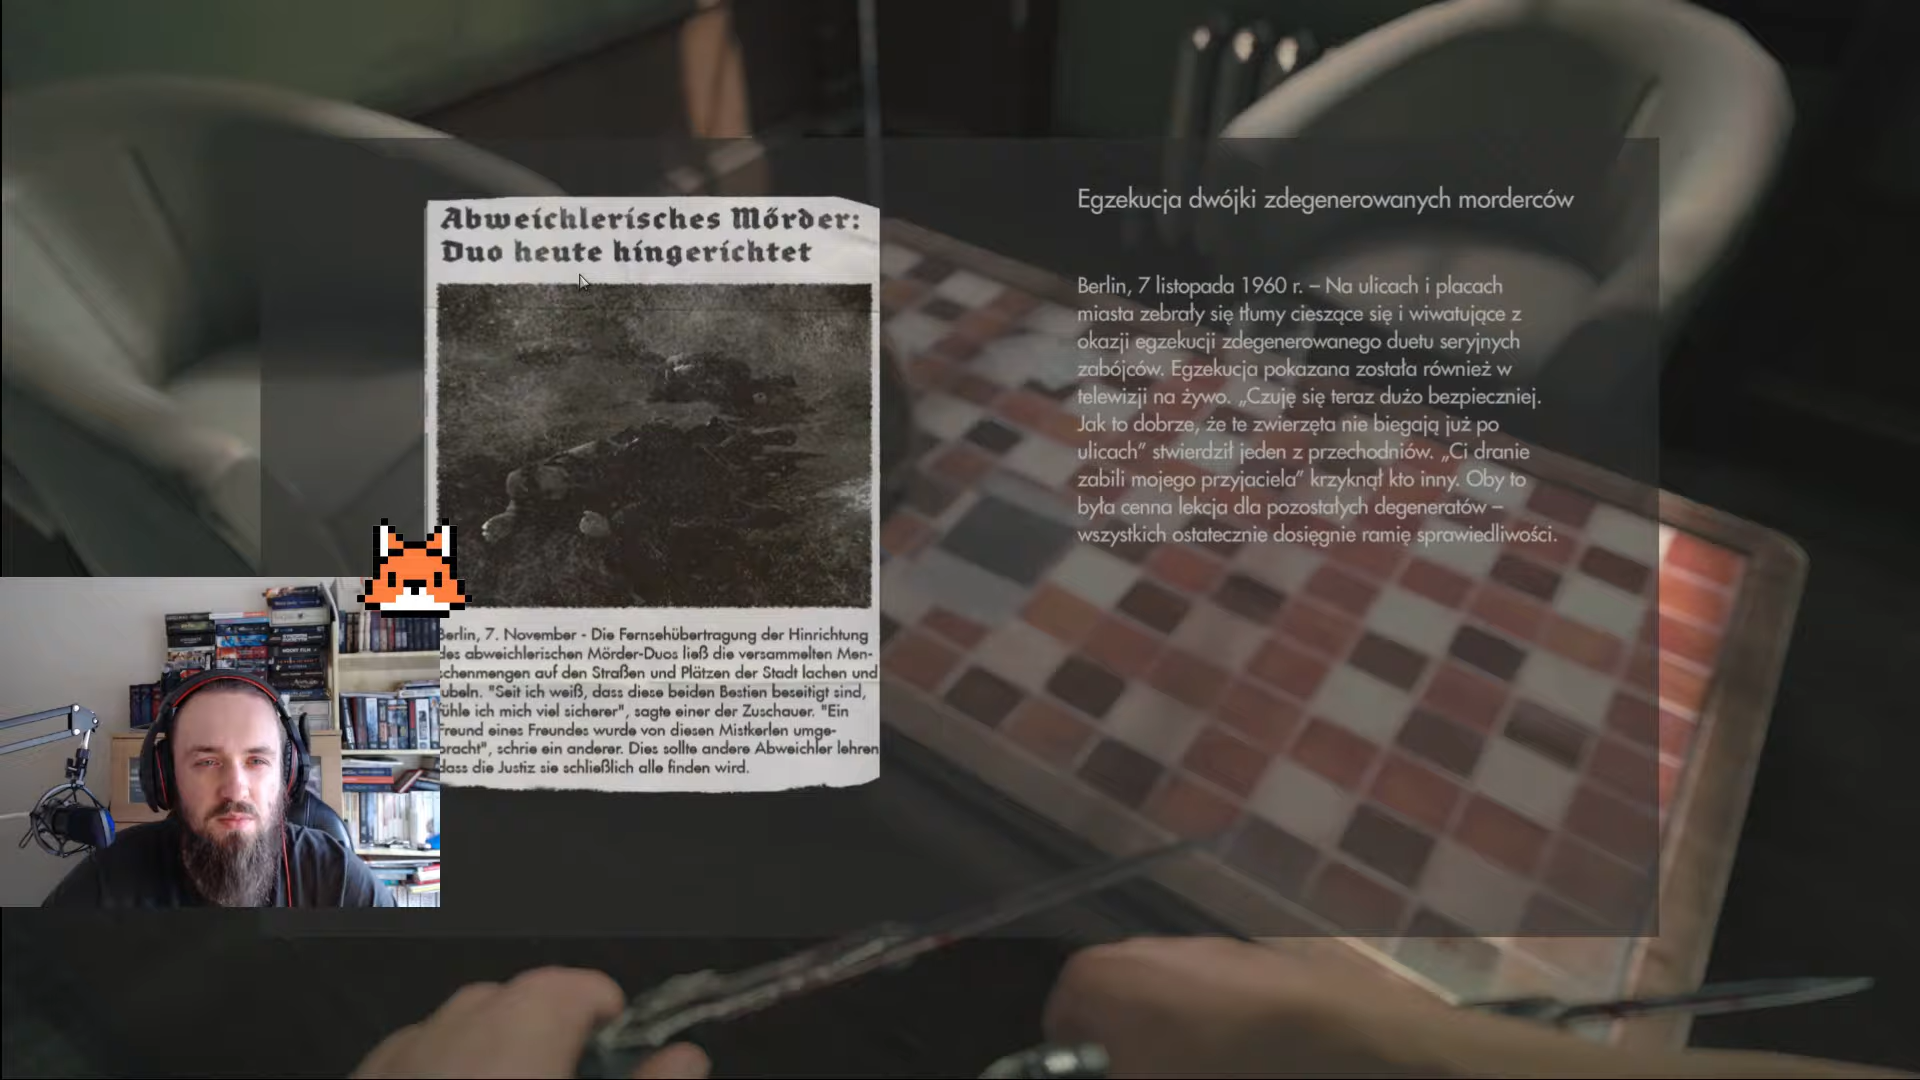 Abweichlerisches Mörder:
Duo heute hingerichtet
Berlin, 7. November - Die Fernsehübertragung der Hinrichtung
des abweichlerischen Mörder-Duos ließ die versammelten Men-
schenmengen auf den Straßen und Plätzen der Stadt lachen und
jubeln. "Seit ich weiß, dass diese beiden Bestien beseitigt sind,
fühle ich mich viel sicherer", sagte einer der Zuschauer. "Ein
Freund eines Freundes wurde von diesen Mistkerlen umge-
bracht", schrie ein anderer. Dies sollte andere Abweichler lehren
dass die Justiz sie schließlich alle finden wird.
Egzekucja dwójki zdegenerowanych morderców
Berlin, 7 listopada 1960 r. – Na ulicach i placach
miasta zebrały się tłumy cieszące się i wiwatujące z
okazji egzekucji zdegenerowanego duetu seryjnych
zabójców. Egzekucja pokazana została również w
telewizji na żywo. „Czuję się teraz dużo bezpieczniej.
Jak to dobrze, że te zwierzęta nie biegają już po
ulicach” stwierdził jeden z przechodniów. „Ci dranie
zabili mojego przyjaciela” krzyknął kto inny. Oby to
była cenna lekcja dla pozostałych degeneratów –
wszystkich ostatecznie dosięgnie ramię sprawiedliwości.